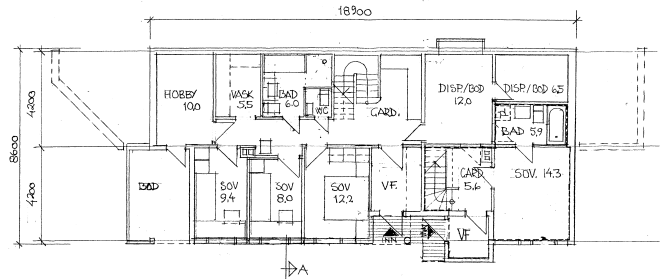 18900
HOBBY
10,0
VASK
5,5
BAD
6.0
WC
GARD.
DISP/BOD
12,0
DISP/BOD 6,5
BAD 5,9
4200
8600
4200
BOD
SOV
9,4
SOV
8,0
SOV
12,2
V.F.
GARD
5.6
SOV. 14.3
INN
VF
A